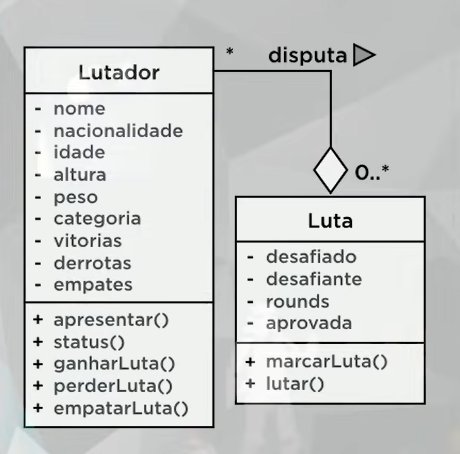 Lutador
- nome
- nacionalidade
- idade
- altura
- peso
- categoria
- vitorias
- derrotas
- empates
+ apresentar()
+ status()
+ ganharLuta()
+ perderLuta()
+ empatarLuta()
* disputa
0..*
Luta
- desafiado
- desafiante
- rounds
- aprovada
+ marcarLuta()
+ lutar()